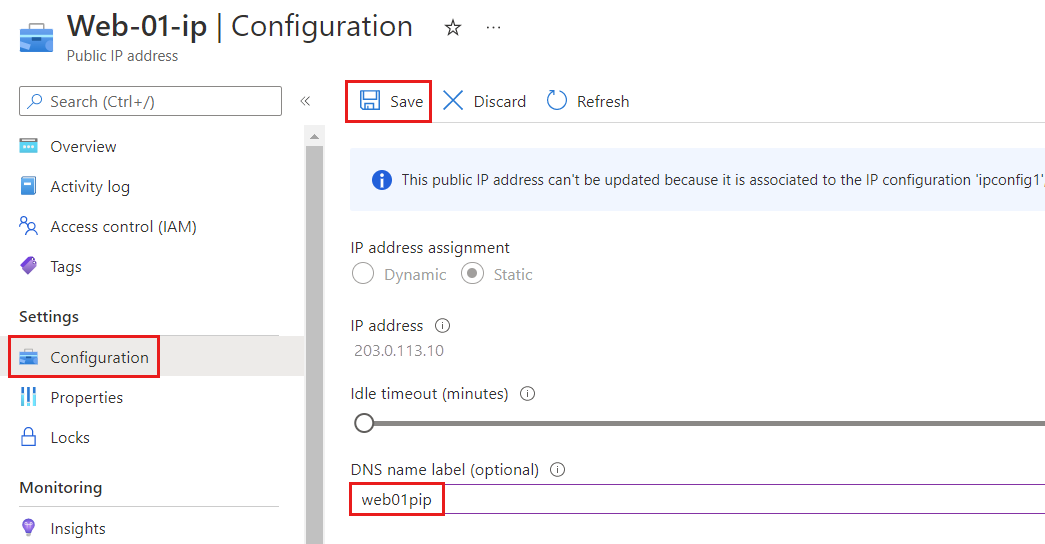 Web-01-ip | Configuration ☆ ...
Public IP address
Search (Ctrl+/) «
Overview
Activity log
Access control (IAM)
Tags
Settings
Configuration
Properties
Locks
Monitoring
Insights
Save Discard Refresh
This public IP address can't be updated because it is associated to the IP configuration 'ipconfig1',
IP address assignment
Dynamic Static
IP address
203.0.113.10
Idle timeout (minutes)
DNS name label (optional)
web01pip